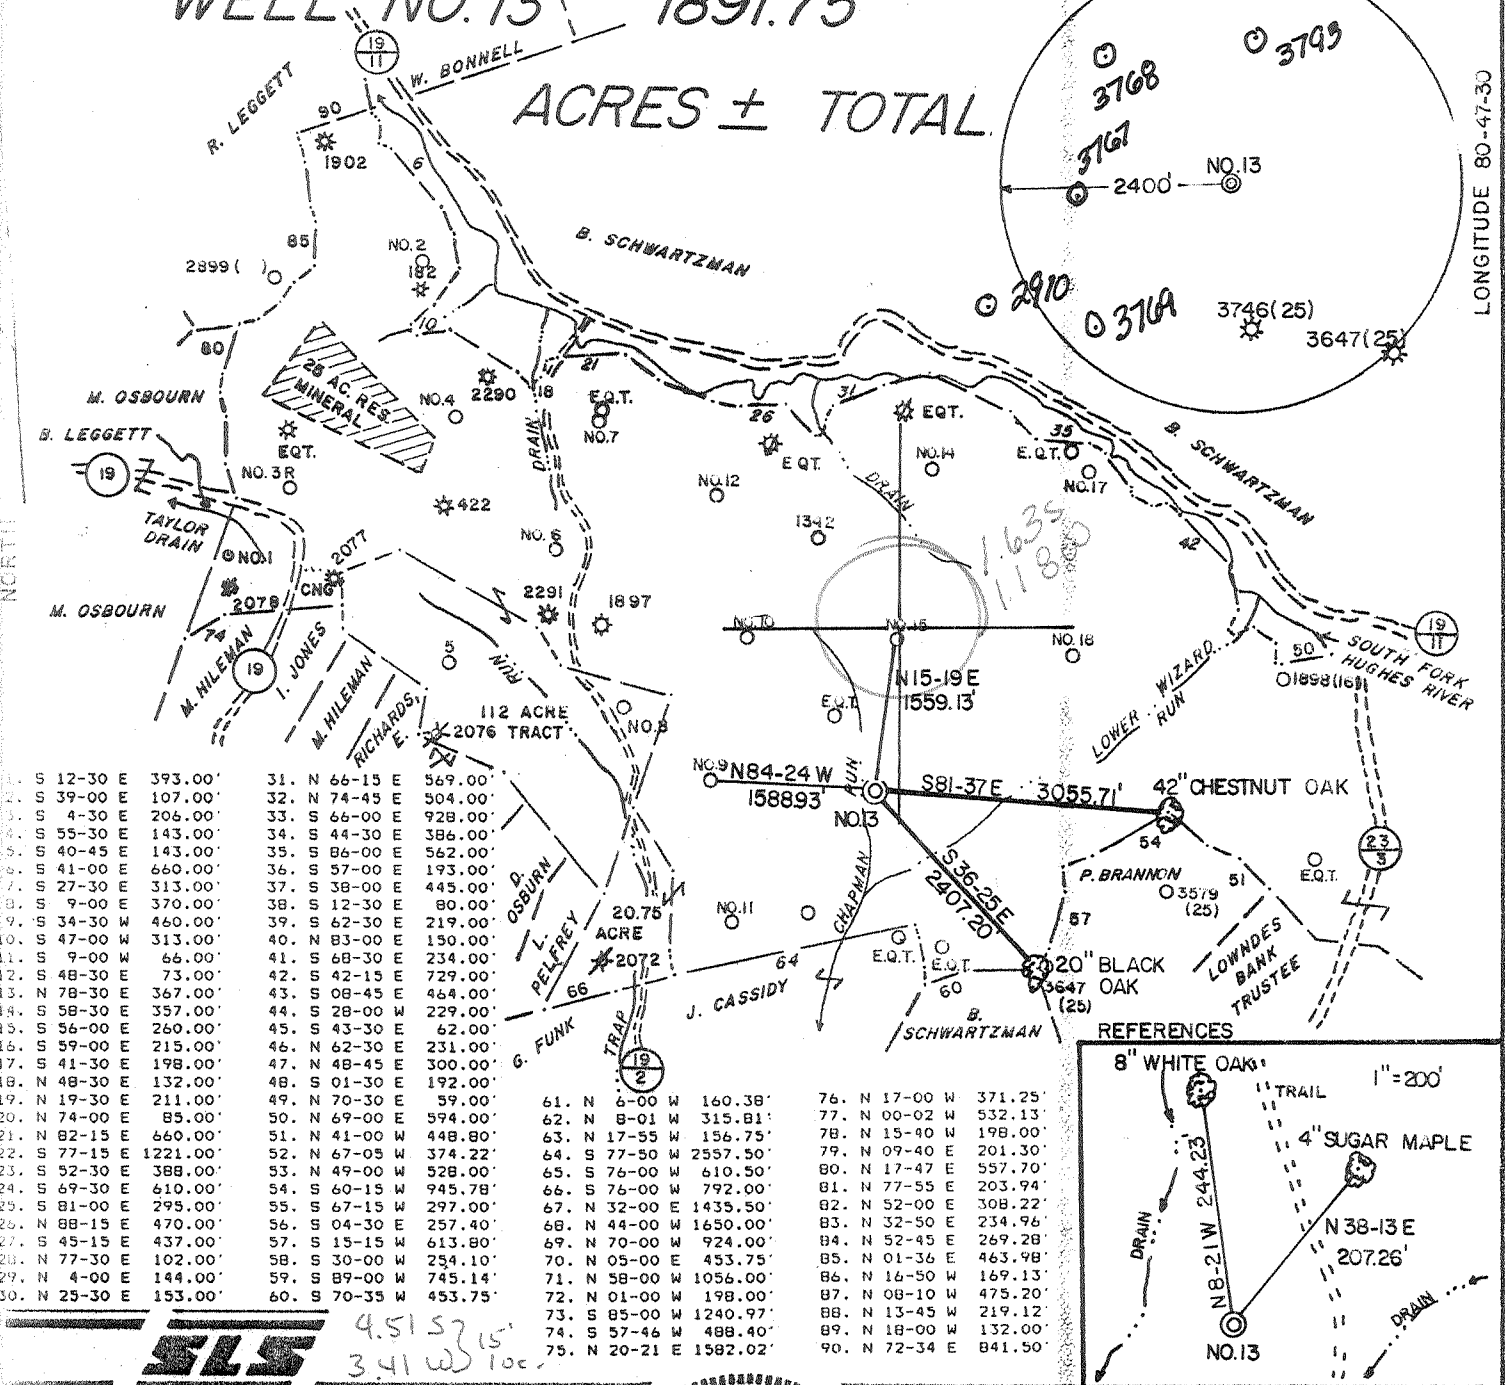 WELL NO. 13 1891.75
ACRES ± TOTAL
19
11
W. BONNELL
R. LEGGETT
90
1902
6
85
2899 ( )
NO. 2
182
10
B. SCHWARTZMAN
80
28 AC. RES.
MINERAL
M. OSBOURN
B. LEGGETT
19
EQT.
NO. 3R
NO. 4
2290
18
21
E.Q.T.
NO. 7
26
31
EQT.
35
E.Q.T.
NO. 17
NO. 14
EQT
NO. 12
DRAIN
DRAIN
1342
422
NO. 6
TAYLOR
DRAIN
NO. 1
2077
CNG
2078
M. OSBOURN
74
M. HILEMAN
19
I. JONES
M. HILEMAN
RICHARDS,
E.
5
RUN
2291
1897
112 ACRE
2076 TRACT
NO. 8
NO. 10
NO. 15
NO. 18
1.635
1.180
N15-19E
1559.13'
E.Q.T.
RUN
NO. 9
N84-24W
1588.93'
NO. 13
S81-37E 3055.71'
42" CHESTNUT OAK
S36-25E
2407.20'
CHAPMAN
42
B. SCHWARTZMAN
LOWER WIZARD
RUN
50
19
11
SOUTH FORK
HUGHES RIVER
1898(16)
54
P. BRANNON
3579
(25)
51
E.Q.T.
23
3
57
LOWNDES
BANK
TRUSTEE
20" BLACK
OAK
3647
(25)
60
B.
SCHWARTZMAN
NO. 11
E.Q.T.
E.Q.T.
64
J. CASSIDY
D.
OSBURN
L.
PELFREY
20.75
ACRE
2072
66
G. FUNK
TRAP
19
2
3768
3793
3767
NO. 13
2400'
2910
3769
3746(25)
3647(25)
LONGITUDE 80-47-30
NORTH
S 12-30 E 393.00'
S 39-00 E 107.00'
S 4-30 E 206.00'
S 55-30 E 143.00'
S 40-45 E 143.00'
S 41-00 E 660.00'
S 27-30 E 313.00'
S 9-00 E 370.00'
S 34-30 W 460.00'
S 47-00 W 313.00'
S 9-00 W 66.00'
S 48-30 E 73.00'
N 78-30 E 367.00'
S 58-30 E 357.00'
S 56-00 E 260.00'
S 59-00 E 215.00'
S 41-30 E 198.00'
N 48-30 E 132.00'
N 19-30 E 211.00'
N 74-00 E 85.00'
N 82-15 E 660.00'
S 77-15 E 1221.00'
S 52-30 E 388.00'
S 69-30 E 610.00'
S 81-00 E 295.00'
N 88-15 E 470.00'
S 45-15 E 437.00'
N 77-30 E 102.00'
N 4-00 E 144.00'
30. N 25-30 E 153.00'
31. N 66-15 E 569.00'
32. N 74-45 E 504.00'
33. S 66-00 E 928.00'
34. S 44-30 E 386.00'
35. S 86-00 E 562.00'
36. S 57-00 E 193.00'
37. S 38-00 E 445.00'
38. S 12-30 E 80.00'
39. S 62-30 E 219.00'
40. N 83-00 E 150.00'
41. S 68-30 E 234.00'
42. S 42-15 E 729.00'
43. S 08-45 E 464.00'
44. S 28-00 W 229.00'
45. S 43-30 E 62.00'
46. N 62-30 E 231.00'
47. N 48-45 E 300.00'
48. S 01-30 E 192.00'
49. N 70-30 E 59.00'
50. N 69-00 E 594.00'
51. N 41-00 W 448.80'
52. N 67-05 W 374.22'
53. N 49-00 W 528.00'
54. S 60-15 W 945.78'
55. S 67-15 W 297.00'
56. S 04-30 E 257.40'
57. S 15-15 W 613.80'
58. S 30-00 W 254.10'
59. S 89-00 W 745.14'
60. S 70-35 W 453.75'
61. N 6-00 W 160.38'
62. N 8-01 W 315.81'
63. N 17-55 W 156.75'
64. S 77-50 W 2557.50'
65. S 76-00 W 610.50'
66. S 76-00 W 792.00'
67. N 32-00 E 1435.50'
68. N 44-00 W 1650.00'
69. N 70-00 W 924.00'
70. N 05-00 E 453.75'
71. N 58-00 W 1056.00'
72. N 01-00 W 198.00'
73. S 85-00 W 1240.97'
74. S 57-46 W 488.40'
75. N 20-21 E 1582.02'
76. N 17-00 W 371.25'
77. N 00-02 W 532.13'
78. N 15-40 W 198.00'
79. N 09-40 E 201.30'
80. N 17-47 E 557.70'
81. N 77-55 E 203.94'
82. N 52-00 E 308.22'
83. N 32-50 E 234.96'
84. N 52-45 E 269.28'
85. N 01-36 E 463.98'
86. N 16-50 W 169.13'
87. N 08-10 W 475.20'
88. N 13-45 W 219.12'
89. N 18-00 W 132.00'
90. N 72-34 E 841.50'
REFERENCES
8" WHITE OAK
1"=200'
TRAIL
4" SUGAR MAPLE
N8-21W 244.23'
N 38-13 E
207.26'
DRAIN
DRAIN
NO. 13
SLS
4.51 S
3.41 W
15'
loc.